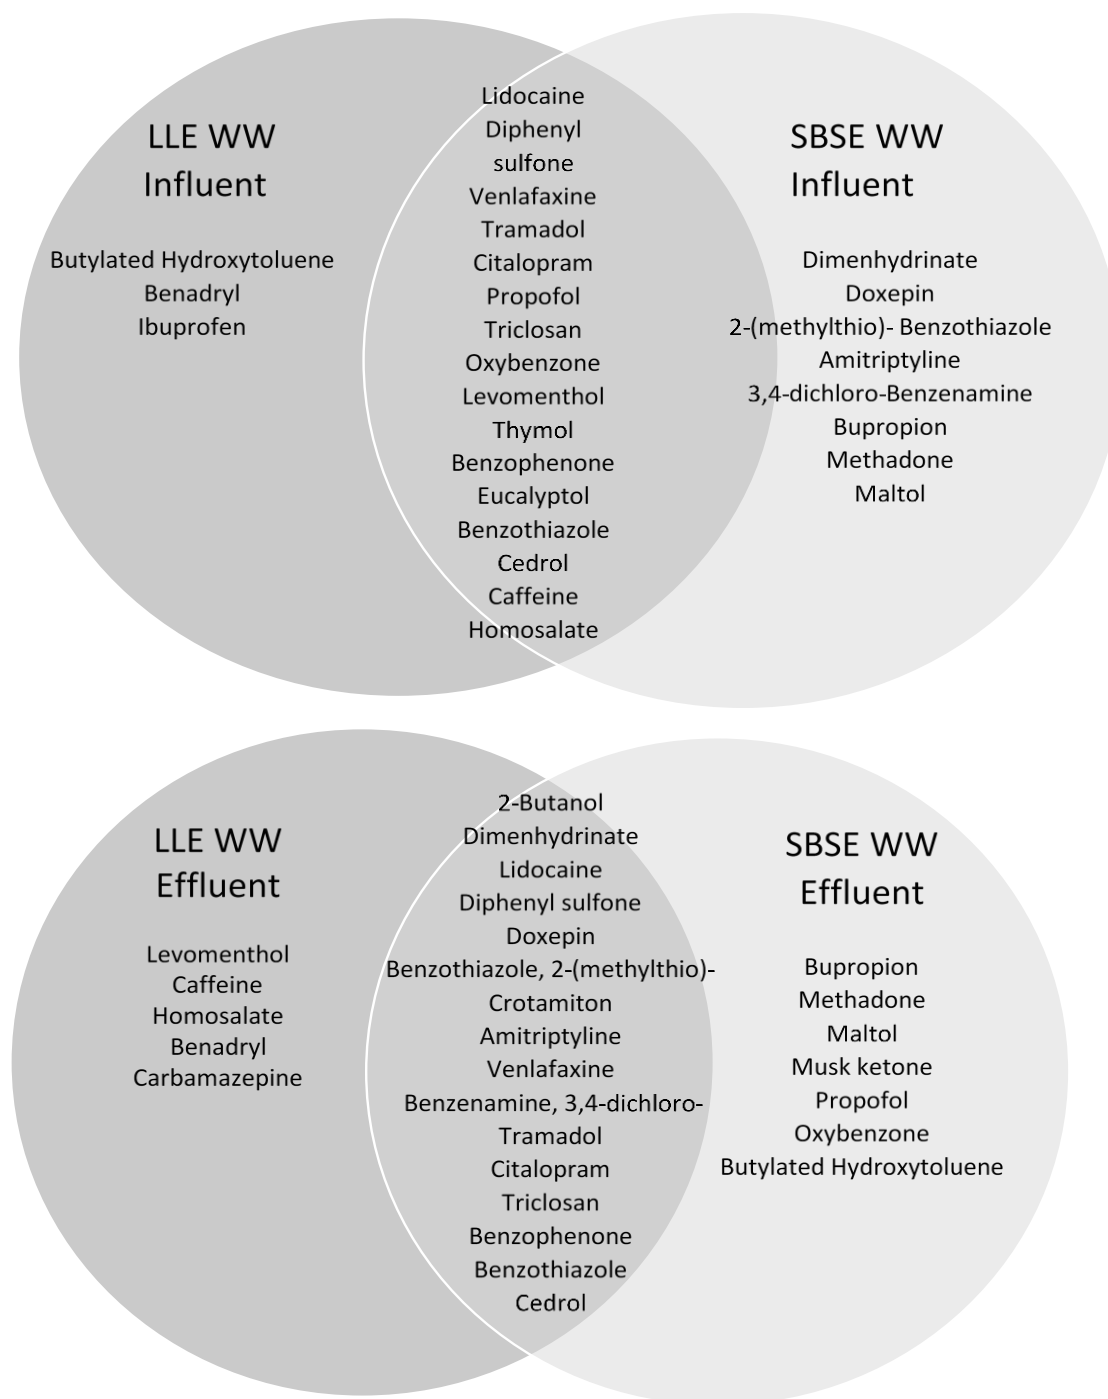 LLE WW
Influent
Butylated Hydroxytoluene
Benadryl
Ibuprofen
Lidocaine
Diphenyl
sulfone
Venlafaxine
Tramadol
Citalopram
Propofol
Triclosan
Oxybenzone
Levomenthol
Thymol
Benzophenone
Eucalyptol
Benzothiazole
Cedrol
Caffeine
Homosalate
SBSE WW
Influent
Dimenhydrinate
Doxepin
2-(methylthio)- Benzothiazole
Amitriptyline
3,4-dichloro-Benzenamine
Bupropion
Methadone
Maltol
LLE WW
Effluent
Levomenthol
Caffeine
Homosalate
Benadryl
Carbamazepine
2-Butanol
Dimenhydrinate
Lidocaine
Diphenyl sulfone
Doxepin
Benzothiazole, 2-(methylthio)-
Crotamiton
Amitriptyline
Venlafaxine
Benzenamine, 3,4-dichloro-
Tramadol
Citalopram
Triclosan
Benzophenone
Benzothiazole
Cedrol
SBSE WW
Effluent
Bupropion
Methadone
Maltol
Musk ketone
Propofol
Oxybenzone
Butylated Hydroxytoluene